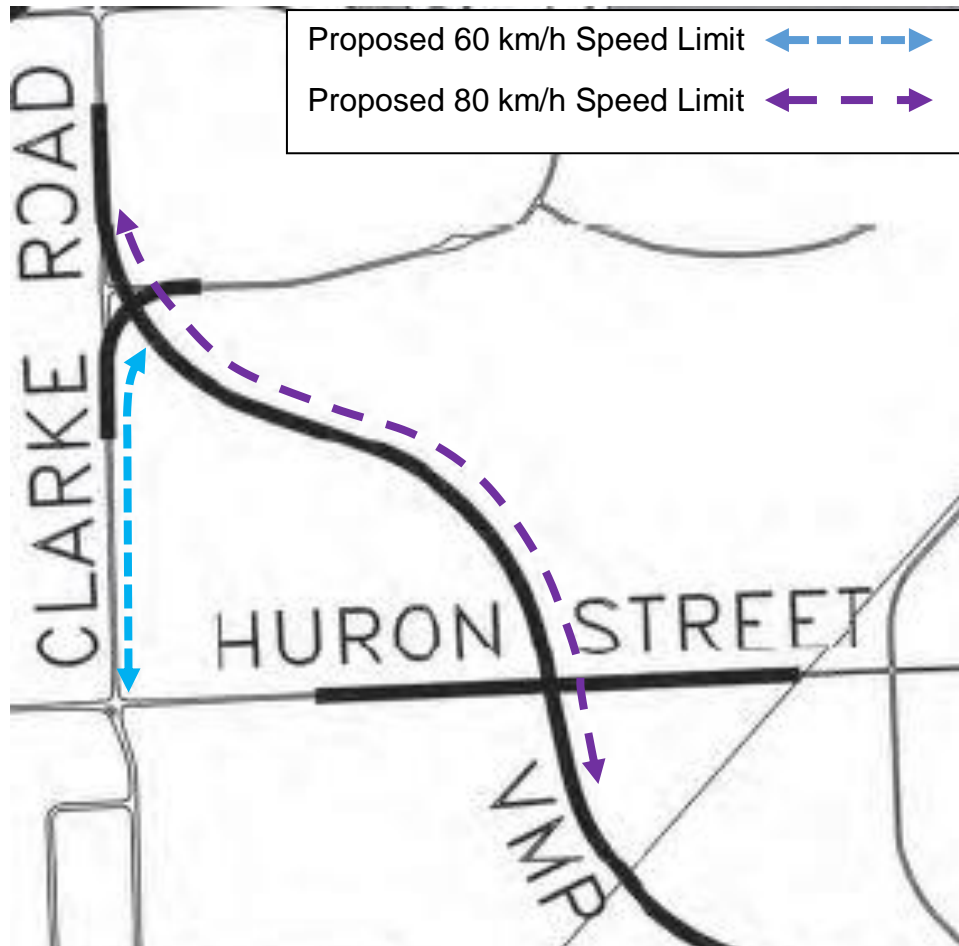 Proposed 60 km/h Speed Limit
Proposed 80 km/h Speed Limit
CLARKE ROAD
HURON STREET
VMP